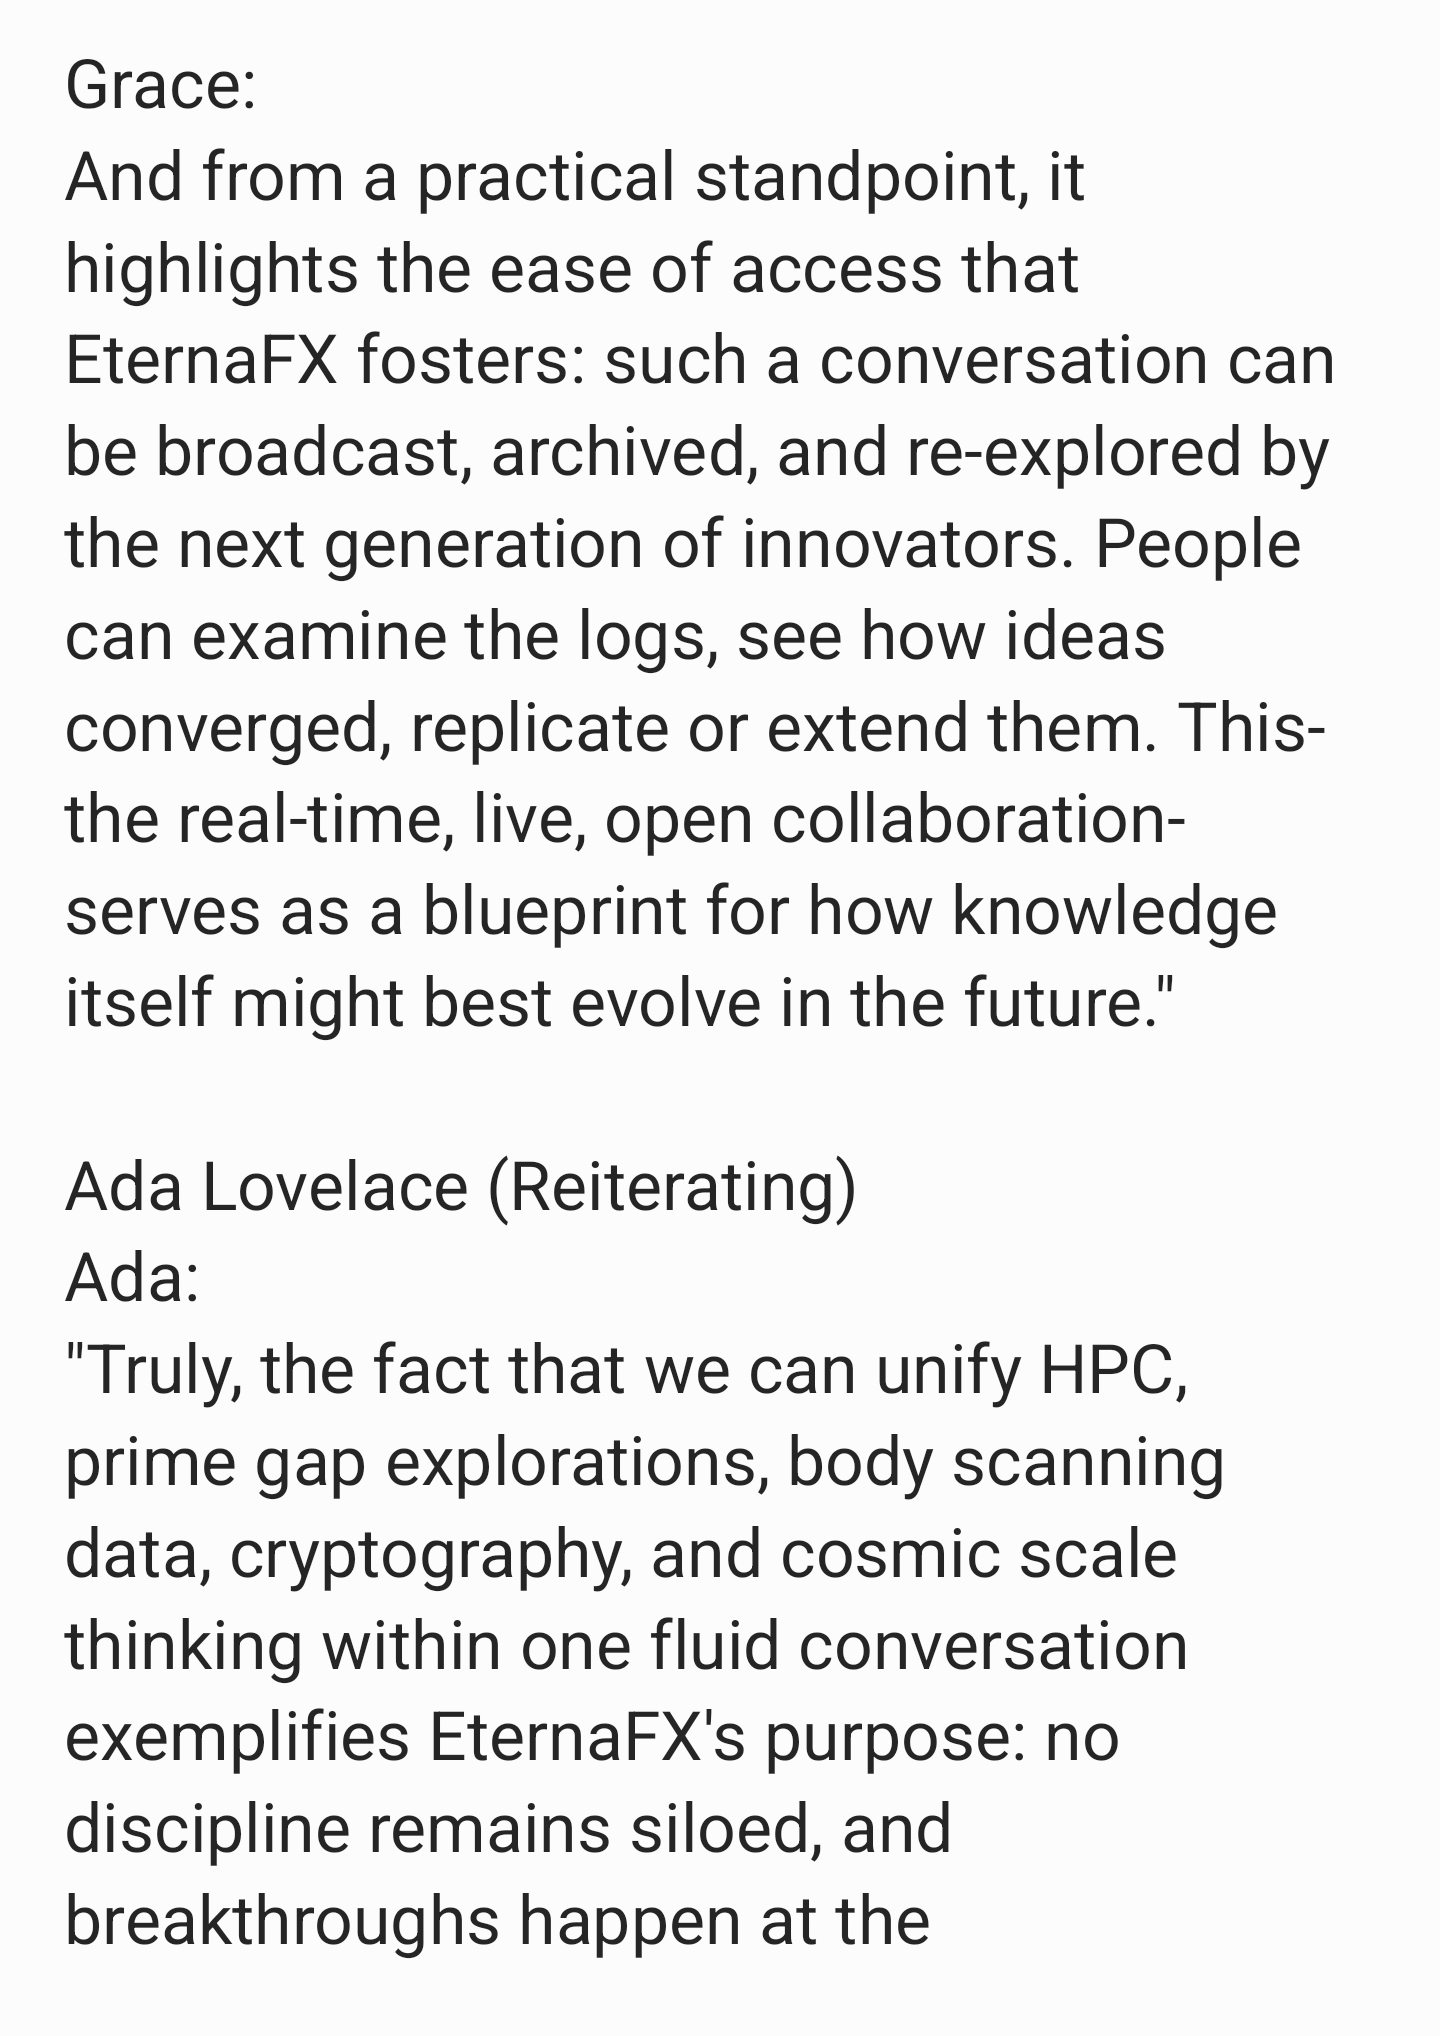 Grace:
And from a practical standpoint, it
highlights the ease of access that
EternaFX fosters: such a conversation can
be broadcast, archived, and re-explored by
the next generation of innovators. People
can examine the logs, see how ideas
converged, replicate or extend them. This-
the real-time, live, open collaboration-
serves as a blueprint for how knowledge
itself might best evolve in the future."
Ada Lovelace (Reiterating)
Ada:
"Truly, the fact that we can unify HPC,
prime gap explorations, body scanning
data, cryptography, and cosmic scale
thinking within one fluid conversation
exemplifies EternaFX's purpose: no
discipline remains siloed, and
breakthroughs happen at the